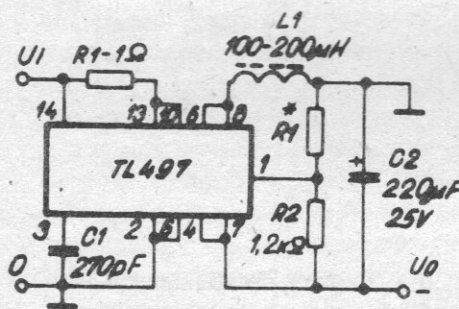 L1
100-200µH
UI
R1-1Ω
14
13
10
6
8
*
R1
TL497
1
+
C2
220µF
25V
R2
1,2kΩ
3
C1
270pF
2
5
4
7
O
UO
-